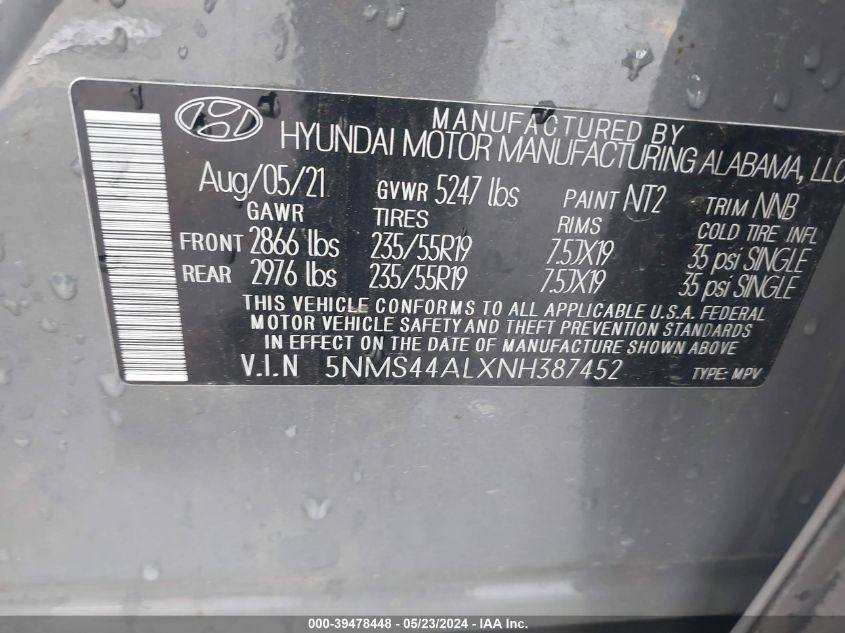 MANUFACTURED BY
HYUNDAI MOTOR MANUFACTURING ALABAMA, LLC
Aug/05/21 GVWR 5247 lbs PAINT NT2 TRIM NNB
GAWR TIRES RIMS COLD TIRE INFL
FRONT 2866 lbs 235/55R19 7.5JX19 35 psi SINGLE
REAR 2976 lbs 235/55R19 7.5JX19 35 psi SINGLE
THIS VEHICLE CONFORMS TO ALL APPLICABLE U.S.A. FEDERAL
MOTOR VEHICLE SAFETY AND THEFT PREVENTION STANDARDS
IN EFFECT ON THE DATE OF MANUFACTURE SHOWN ABOVE.
V.I.N 5NMS44ALXNH387452 TYPE: MPV
000-39478448 - 05/23/2024 - IAA Inc.